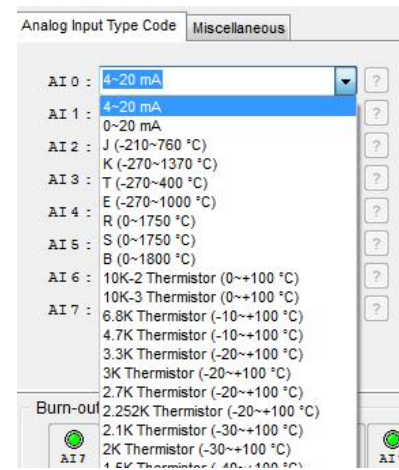 Analog Input Type Code Miscellaneous
AI 0 : 4~20 mA ?
AI 1 : 4~20 mA ?
0~20 mA
AI 2 : J (-210~760 °C) ?
K (-270~1370 °C)
AI 3 : T (-270~400 °C) ?
E (-270~1000 °C)
AI 4 : R (0~1750 °C) ?
AI 5 : S (0~1750 °C) ?
B (0~1800 °C)
AI 6 : 10K-2 Thermistor (0~+100 °C) ?
10K-3 Thermistor (0~+100 °C)
AI 7 : 6.8K Thermistor (-10~+100 °C) ?
4.7K Thermistor (-10~+100 °C)
3.3K Thermistor (-20~+100 °C)
3K Thermistor (-20~+100 °C)
2.7K Thermistor (-20~+100 °C)
Burn-out 2.252K Thermistor (-20~+100 °C)
2.1K Thermistor (-30~+100 °C)
2K Thermistor (-30~+100 °C)
AI7 1.5K Thermistor (-40~+100 °C)